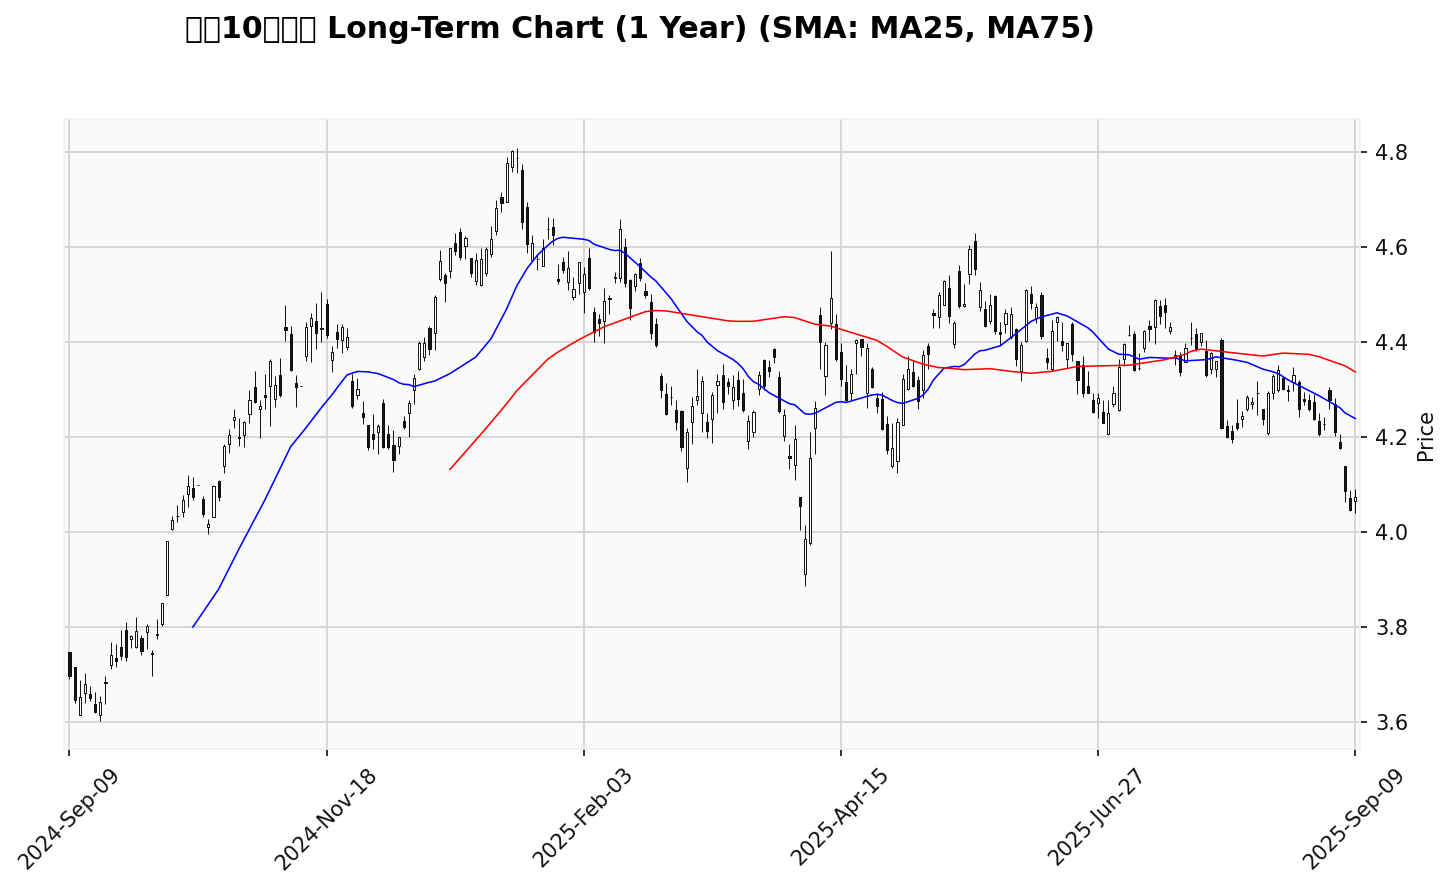 10 Long-Term Chart (1 Year) (SMA: MA25, MA75)
4.8
4.6
4.4
4.2
4.0
3.8
3.6
Price
2024-Sep-09
2024-Nov-18
2025-Feb-03
2025-Apr-15
2025-Jun-27
2025-Sep-09